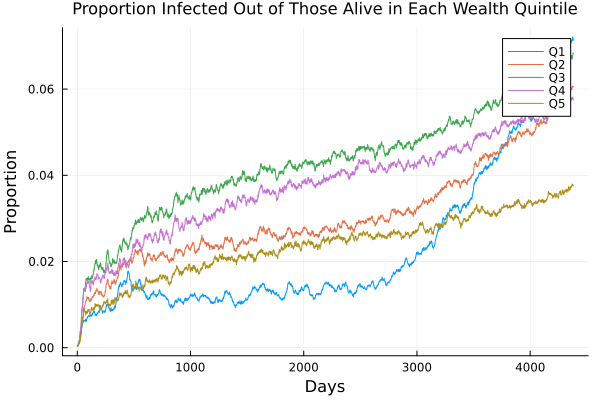 Proportion Infected Out of Those Alive in Each Wealth Quintile
Q1
Q2
Q3
Q4
Q5
0.06
0.04
0.02
0.00
Proportion
0
1000
2000
3000
4000
Days